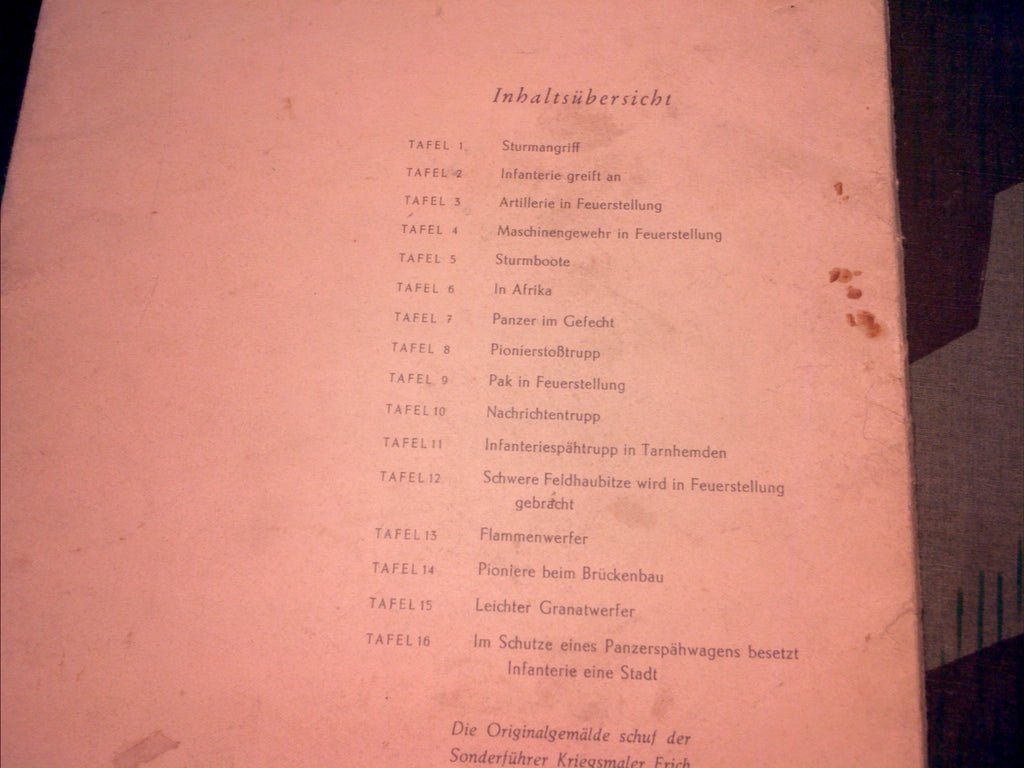 Inhaltsübersicht
TAFEL 1 Sturmangriff
TAFEL 2 Infanterie greift an
TAFEL 3 Artillerie in Feuerstellung
TAFEL 4 Maschinengewehr in Feuerstellung
TAFEL 5 Sturmboote
TAFEL 6 In Afrika
TAFEL 7 Panzer im Gefecht
TAFEL 8 Pionierstoßtrupp
TAFEL 9 Pak in Feuerstellung
TAFEL 10 Nachrichtentrupp
TAFEL 11 Infanteriespähtrupp in Tarnhemden
TAFEL 12 Schwere Feldhaubitze wird in Feuerstellung
gebracht
TAFEL 13 Flammenwerfer
TAFEL 14 Pioniere beim Brückenbau
TAFEL 15 Leichter Granatwerfer
TAFEL 16 Im Schutze eines Panzerspähwagens besetzt
Infanterie eine Stadt
Die Originalgemälde schuf der
Sonderführer Kriegsmaler Erich